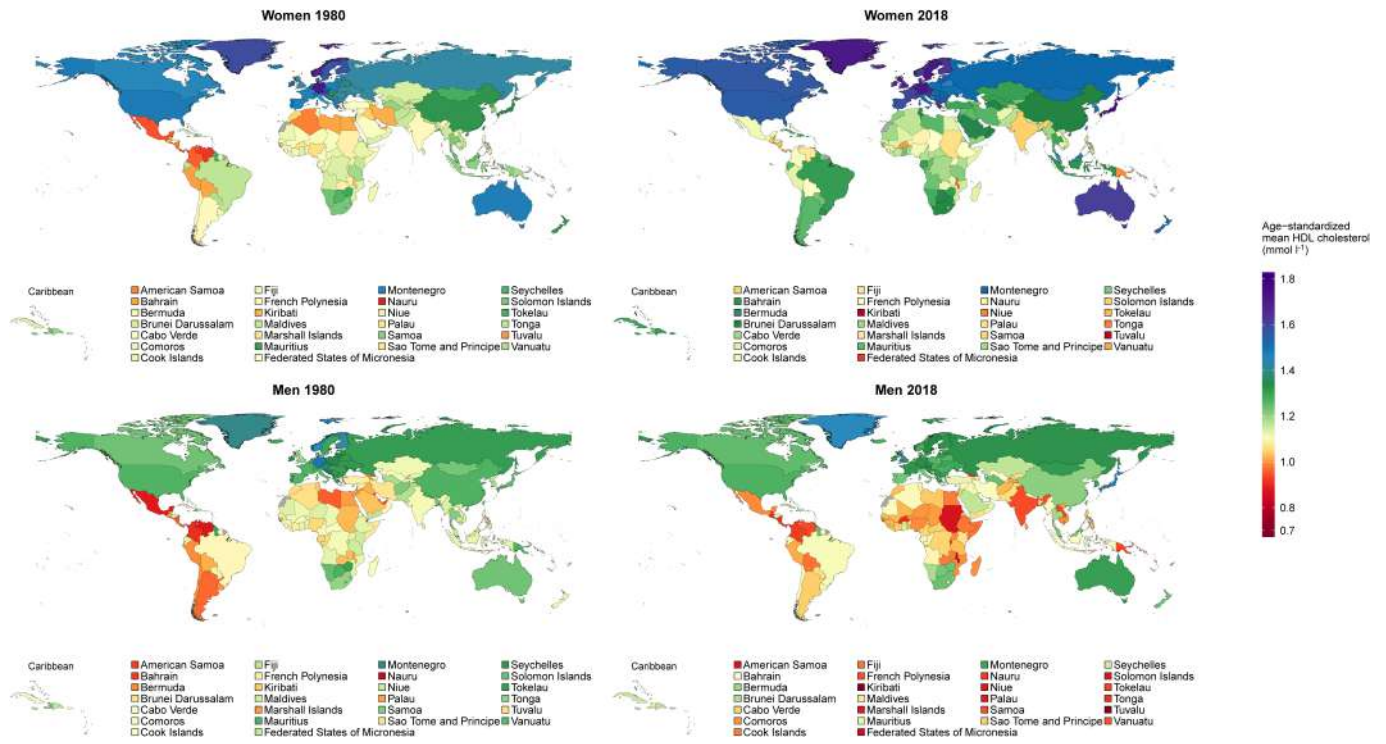 Women 1980
Women 2018
Caribbean
American Samoa
Bahrain
Bermuda
Brunei Darussalam
Cabo Verde
Comoros
Cook Islands
Fiji
French Polynesia
Kiribati
Maldives
Marshall Islands
Mauritius
Federated States of Micronesia
Montenegro
Nauru
Niue
Palau
Samoa
Sao Tome and Principe
Seychelles
Solomon Islands
Tokelau
Tonga
Tuvalu
Vanuatu
Caribbean
American Samoa
Bahrain
Bermuda
Brunei Darussalam
Cabo Verde
Comoros
Cook Islands
Fiji
French Polynesia
Kiribati
Maldives
Marshall Islands
Mauritius
Federated States of Micronesia
Montenegro
Nauru
Niue
Palau
Samoa
Sao Tome and Principe
Seychelles
Solomon Islands
Tokelau
Tonga
Tuvalu
Vanuatu
Age-standardized
mean HDL cholesterol
(mmol l⁻¹)
1.8
1.6
1.4
1.2
1.0
0.8
0.7
Men 1980
Men 2018
Caribbean
American Samoa
Bahrain
Bermuda
Brunei Darussalam
Cabo Verde
Comoros
Cook Islands
Fiji
French Polynesia
Kiribati
Maldives
Marshall Islands
Mauritius
Federated States of Micronesia
Montenegro
Nauru
Niue
Palau
Samoa
Sao Tome and Principe
Seychelles
Solomon Islands
Tokelau
Tonga
Tuvalu
Vanuatu
Caribbean
American Samoa
Bahrain
Bermuda
Brunei Darussalam
Cabo Verde
Comoros
Cook Islands
Fiji
French Polynesia
Kiribati
Maldives
Marshall Islands
Mauritius
Federated States of Micronesia
Montenegro
Nauru
Niue
Palau
Samoa
Sao Tome and Principe
Seychelles
Solomon Islands
Tokelau
Tonga
Tuvalu
Vanuatu